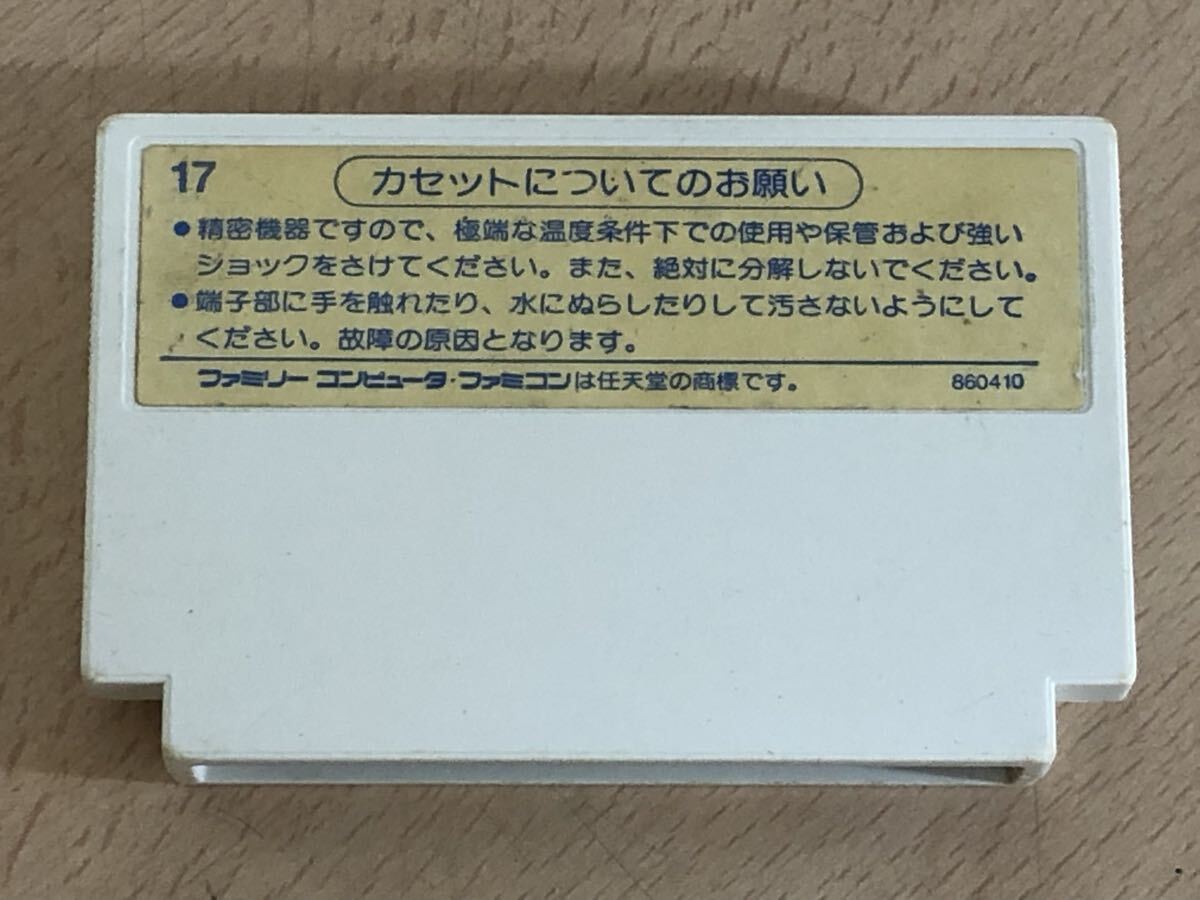 17
カセットについてのお願い
●精密機器ですので、極端な温度条件下での使用や保管および強い
ショックをさけてください。また、絶対に分解しないでください。
●端子部に手を触れたり、水にぬらしたりして汚さないようにして
ください。故障の原因となります。
ファミリー コンピュータ・ファミコンは任天堂の商標です。 860410